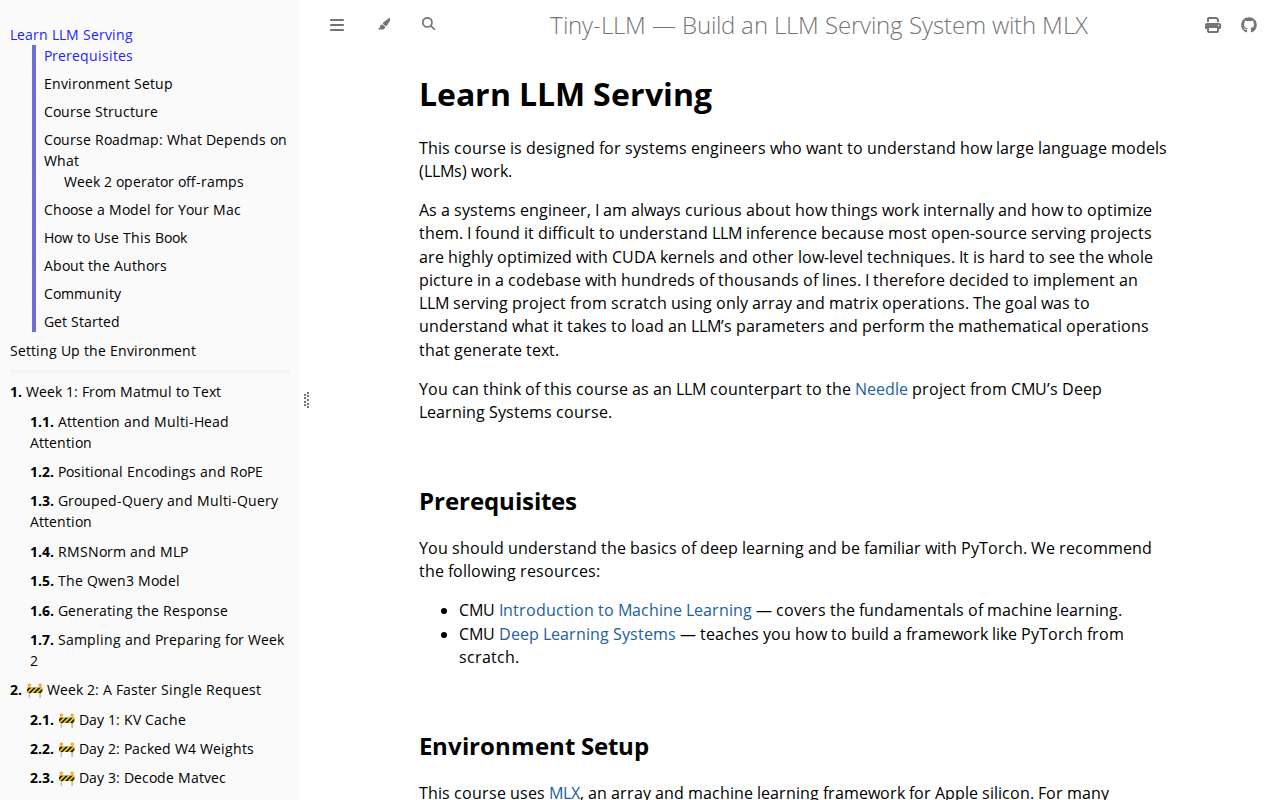 Learn LLM Serving
Prerequisites
Environment Setup
Course Structure
Course Roadmap: What Depends on
What
Week 2 operator off-ramps
Choose a Model for Your Mac
How to Use This Book
About the Authors
Community
Get Started
Setting Up the Environment
1. Week 1: From Matmul to Text
1.1. Attention and Multi-Head
Attention
1.2. Positional Encodings and RoPE
1.3. Grouped-Query and Multi-Query
Attention
1.4. RMSNorm and MLP
1.5. The Qwen3 Model
1.6. Generating the Response
1.7. Sampling and Preparing for Week
2
2. 🚧 Week 2: A Faster Single Request
2.1. 🚧 Day 1: KV Cache
2.2. 🚧 Day 2: Packed W4 Weights
2.3. 🚧 Day 3: Decode Matvec
Tiny-LLM — Build an LLM Serving System with MLX
Learn LLM Serving
This course is designed for systems engineers who want to understand how large language models
(LLMs) work.
As a systems engineer, I am always curious about how things work internally and how to optimize
them. I found it difficult to understand LLM inference because most open-source serving projects
are highly optimized with CUDA kernels and other low-level techniques. It is hard to see the whole
picture in a codebase with hundreds of thousands of lines. I therefore decided to implement an
LLM serving project from scratch using only array and matrix operations. The goal was to
understand what it takes to load an LLM’s parameters and perform the mathematical operations
that generate text.
You can think of this course as an LLM counterpart to the Needle project from CMU’s Deep
Learning Systems course.
Prerequisites
You should understand the basics of deep learning and be familiar with PyTorch. We recommend
the following resources:
• CMU Introduction to Machine Learning — covers the fundamentals of machine learning.
• CMU Deep Learning Systems — teaches you how to build a framework like PyTorch from
scratch.
Environment Setup
This course uses MLX, an array and machine learning framework for Apple silicon. For many